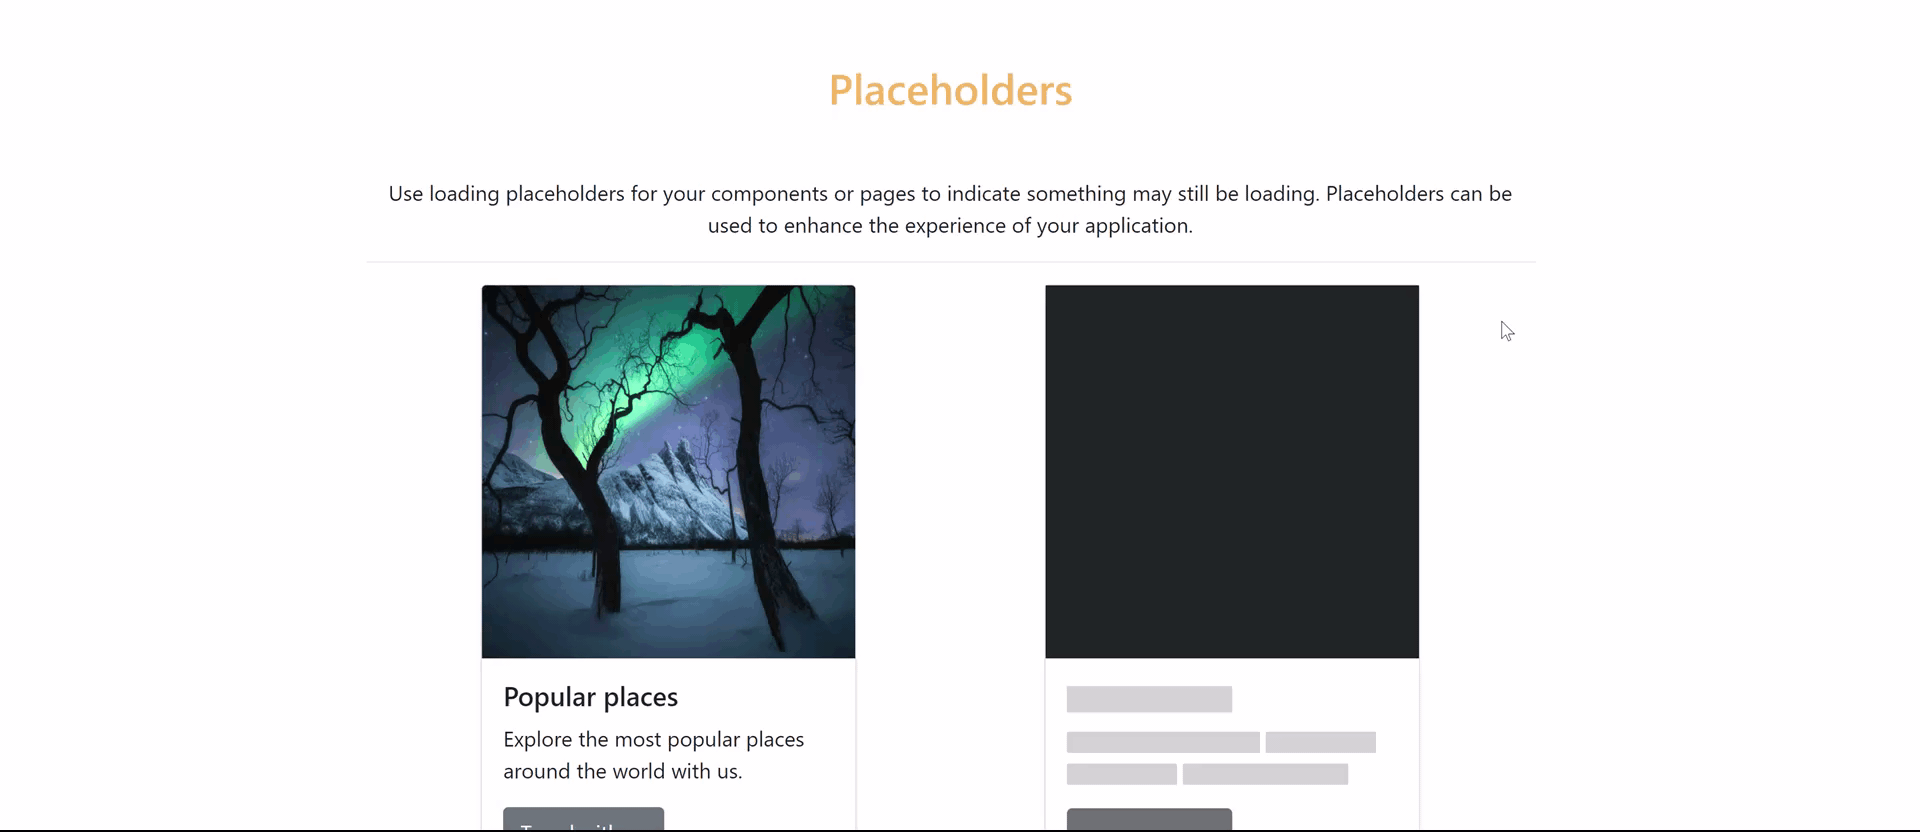 Placeholders
Use loading placeholders for your components or pages to indicate something may still be loading. Placeholders can be
used to enhance the experience of your application.
Popular places
Explore the most popular places
around the world with us.